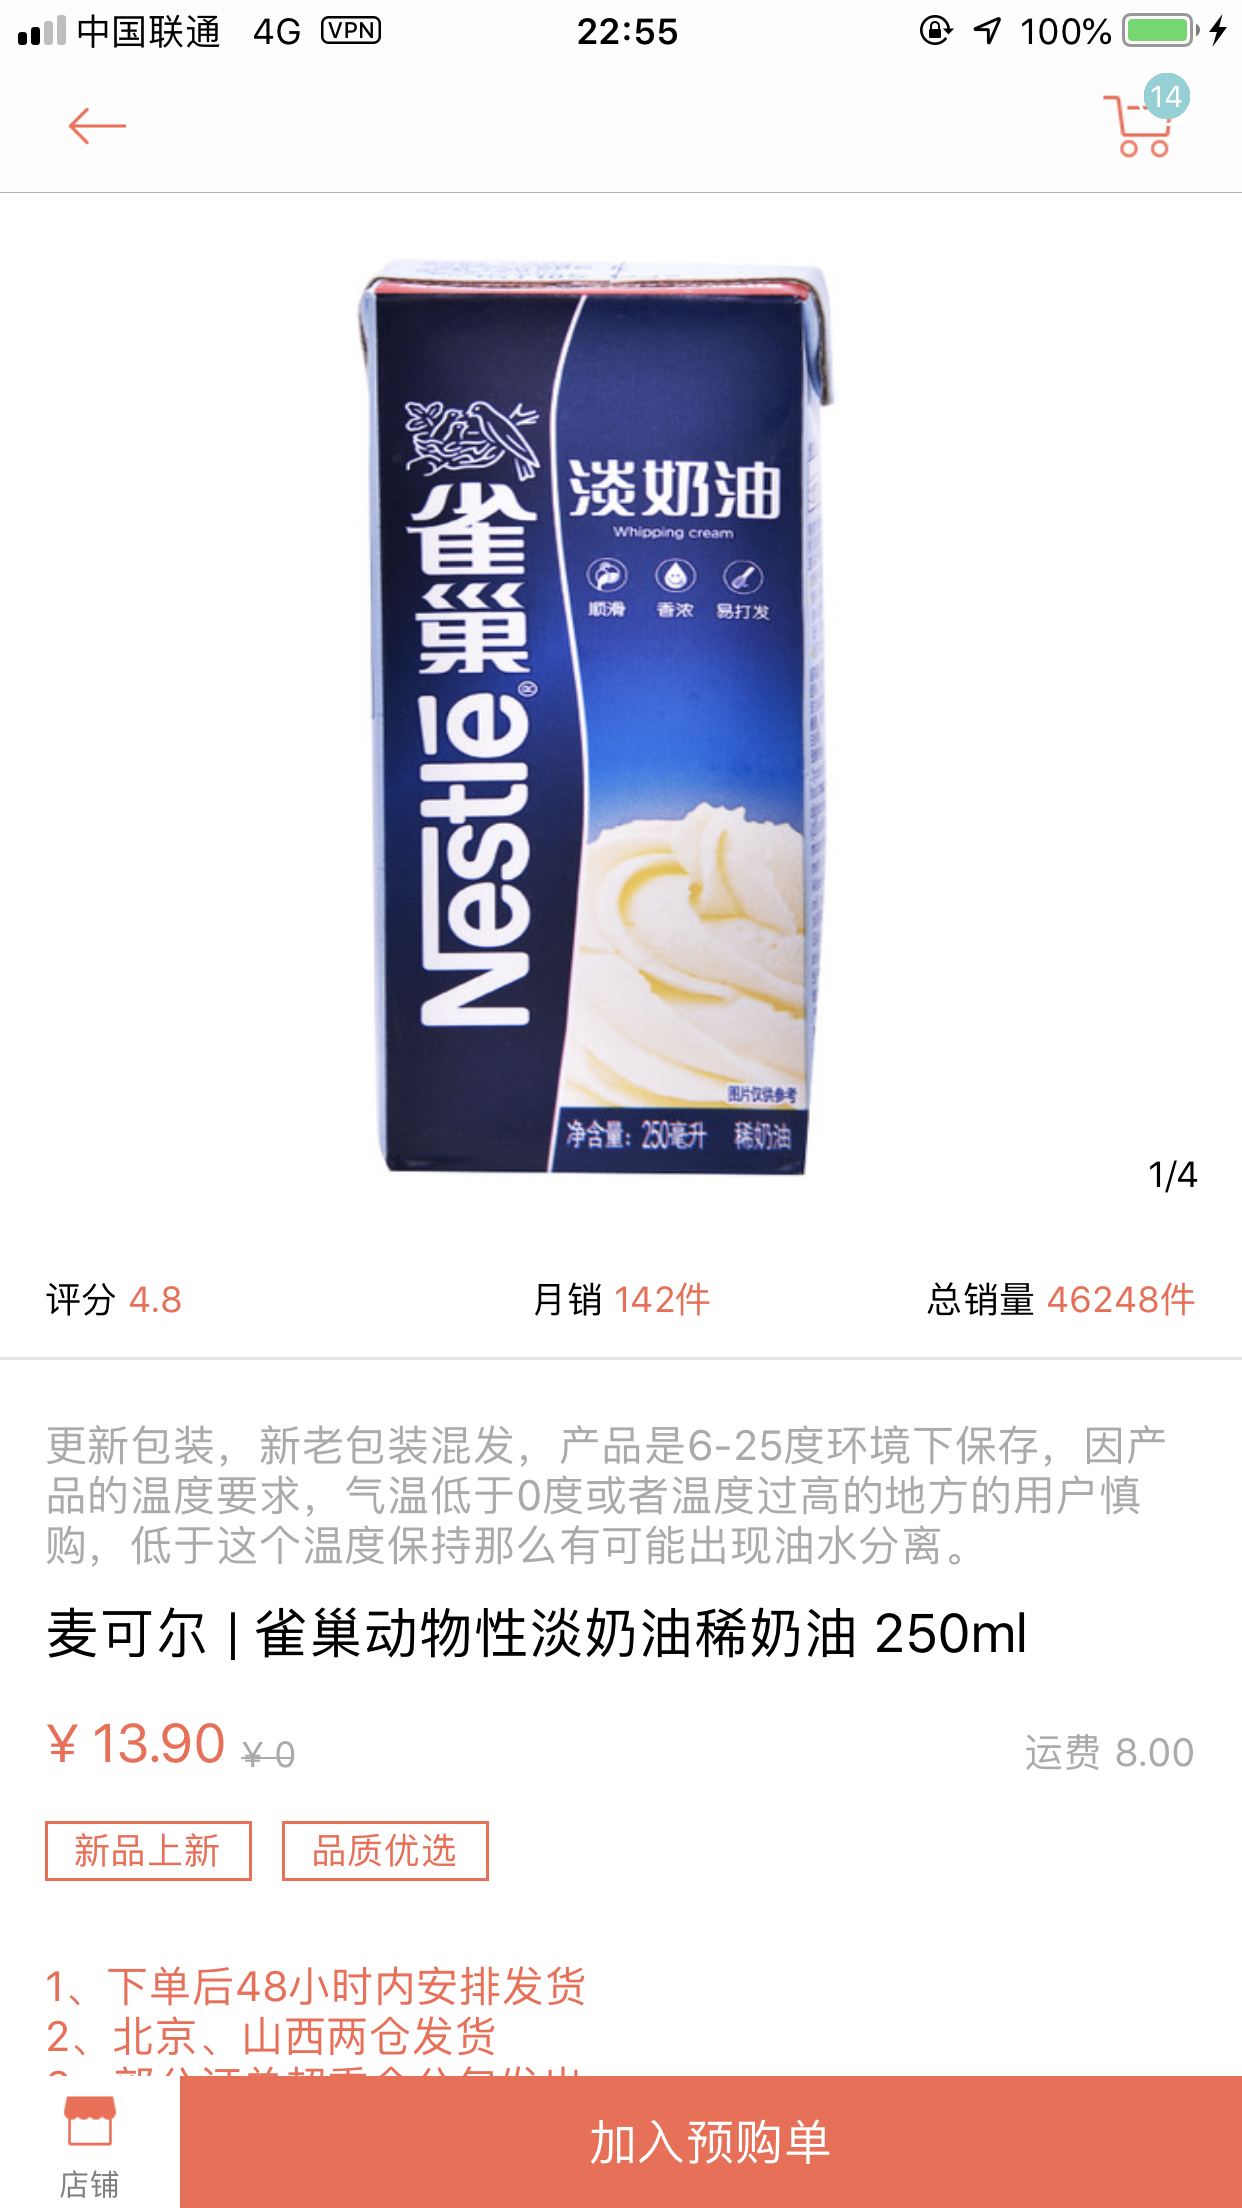 中国联通 4G VPN 22:55 100%
14
淡奶油
Whipping cream
顺滑 香浓 易打发
雀巢
Nestlé®
图片仅供参考
净含量：250毫升 稀奶油
1/4
评分 4.8 月销 142件 总销量 46248件
更新包装，新老包装混发，产品是6-25度环境下保存，因产
品的温度要求，气温低于0度或者温度过高的地方的用户慎
购，低于这个温度保持那么有可能出现油水分离。
麦可尔 | 雀巢动物性淡奶油稀奶油 250ml
¥ 13.90 ¥ 0 运费 8.00
新品上新 品质优选
1、下单后48小时内安排发货
2、北京、山西两仓发货
店铺 加入预购单